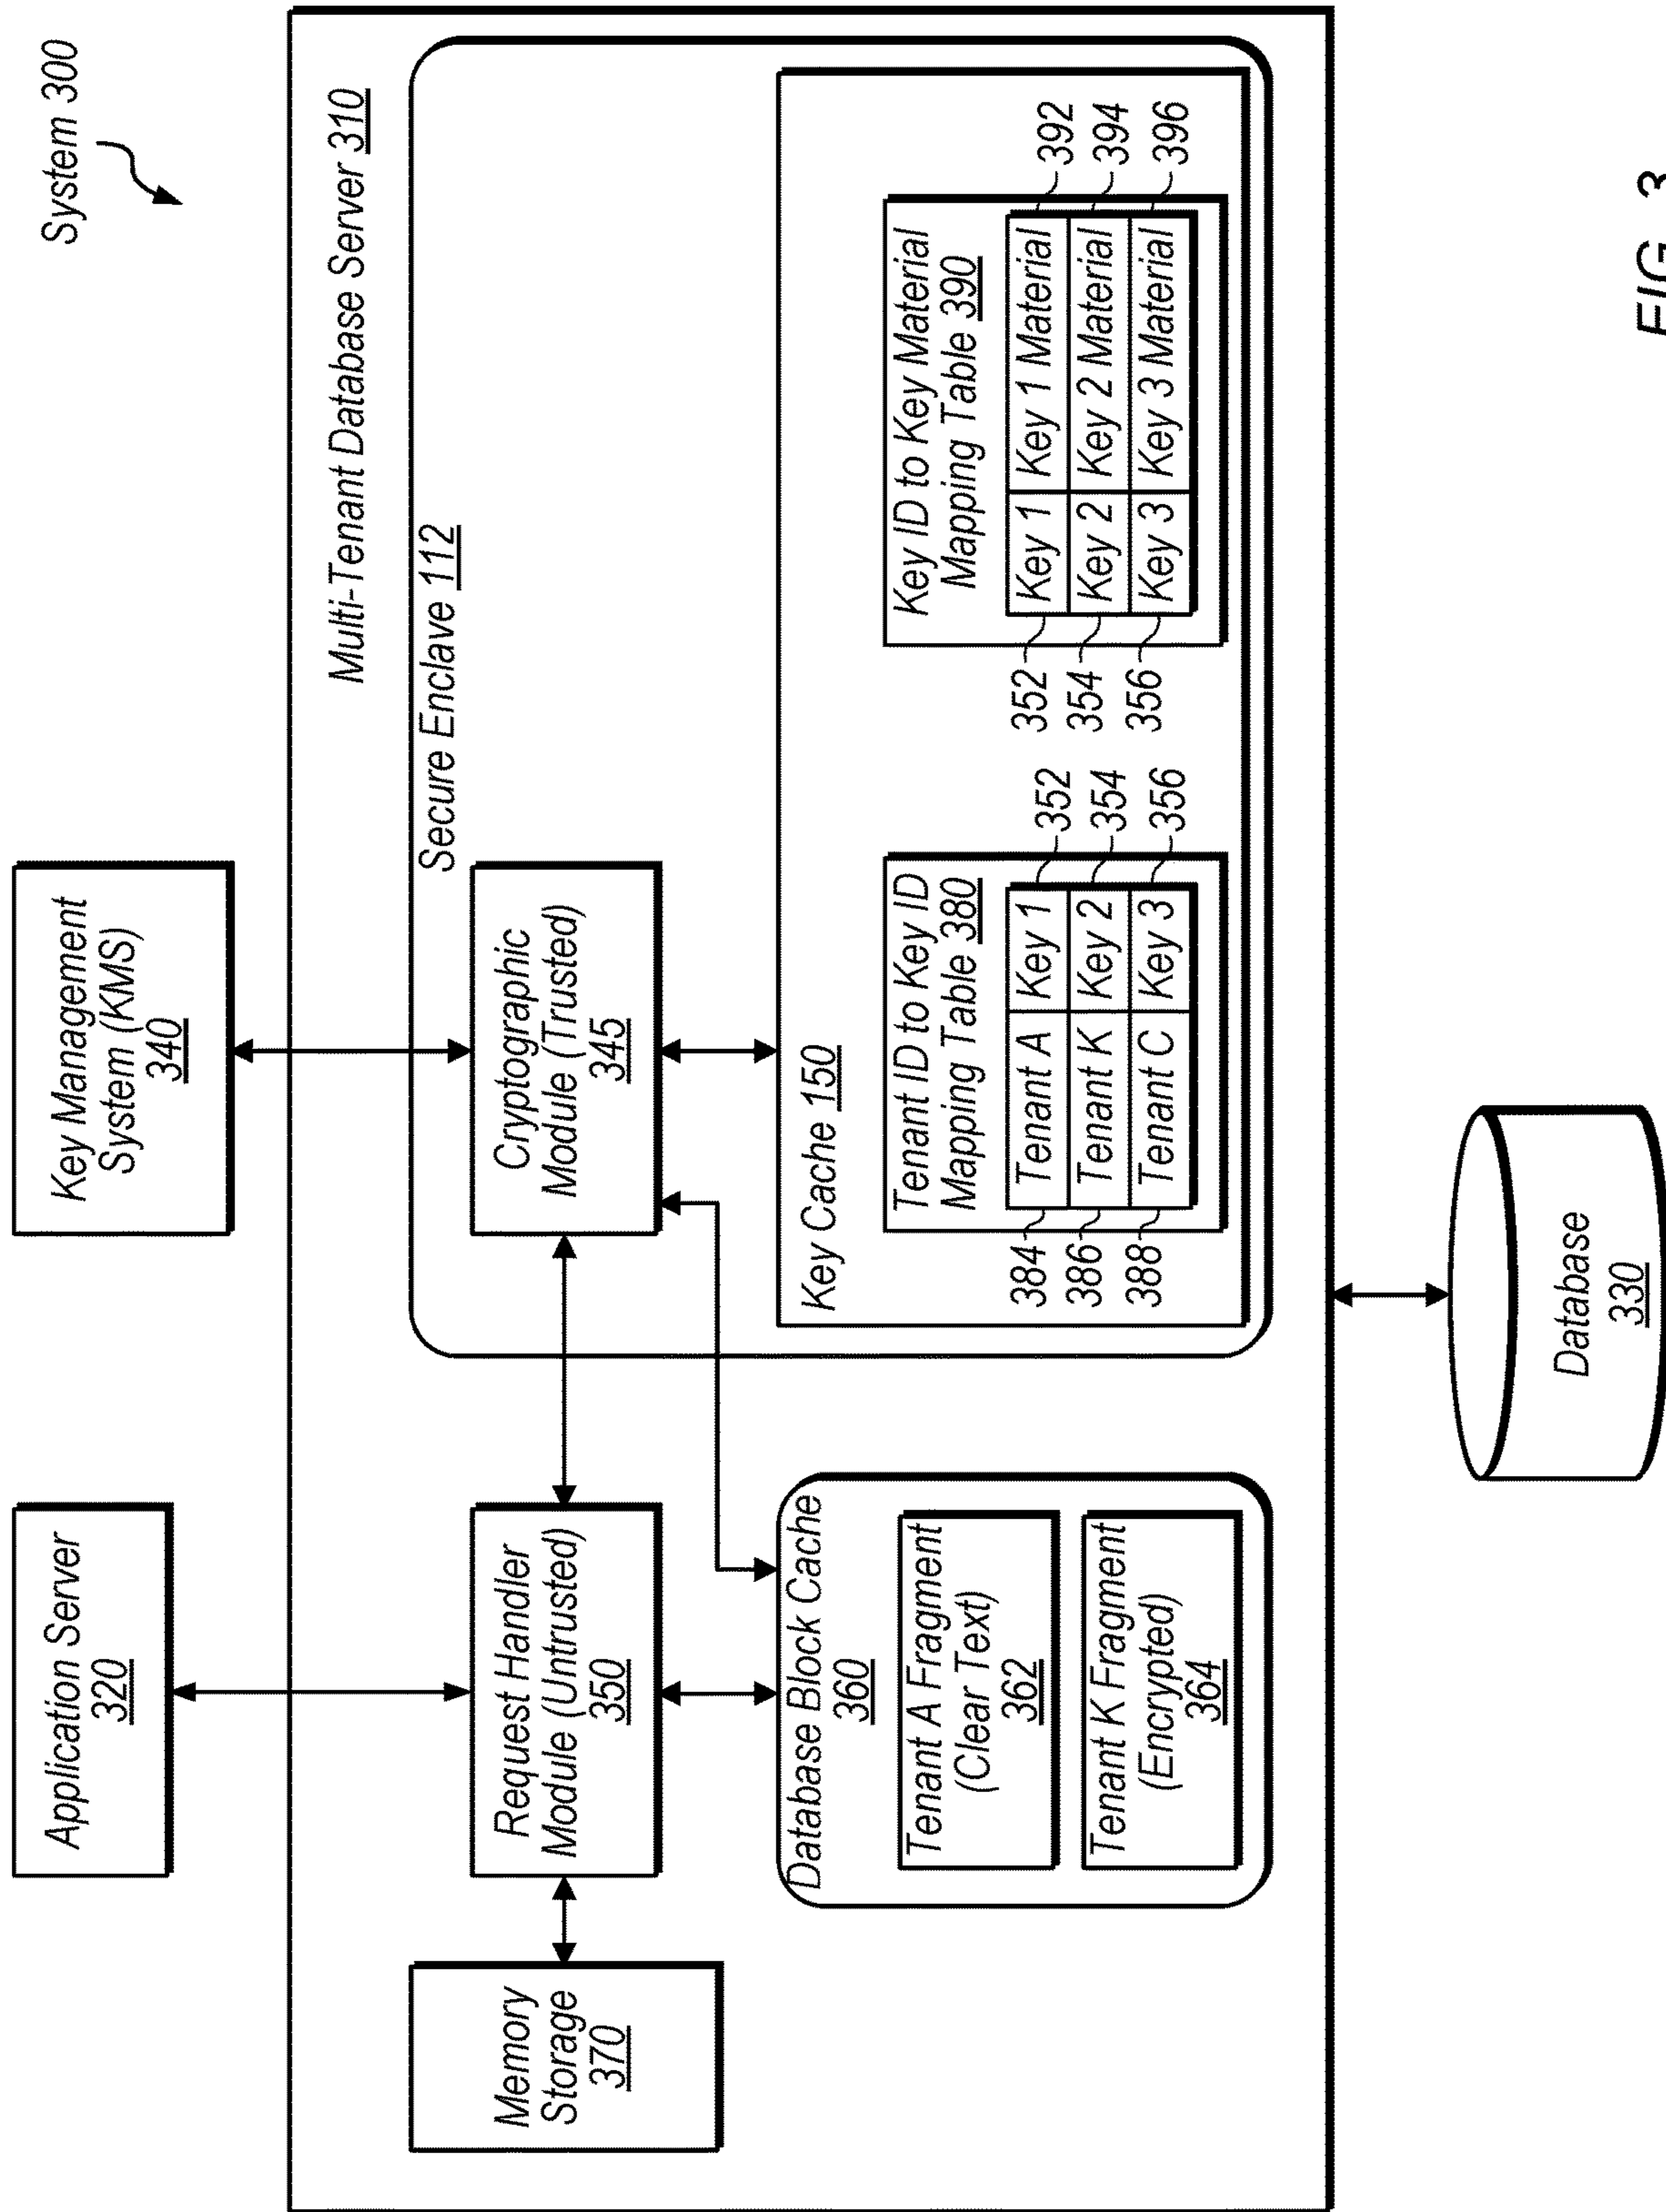 System 300
Application Server
320
Key Management
System (KMS)
340
Multi-Tenant Database Server 310
Secure Enclave 112
Memory
Storage
370
Request Handler
Module (Untrusted)
350
Cryptographic
Module (Trusted)
345
Database Block Cache
360
Tenant A Fragment
(Clear Text)
362
Tenant K Fragment
(Encrypted)
364
Key Cache 150
Tenant ID to Key ID
Mapping Table 380
384 Tenant A Key 1 352
386 Tenant K Key 2 354
388 Tenant C Key 3 356
Key ID to Key Material
Mapping Table 390
352 Key 1 Key 1 Material 392
354 Key 2 Key 2 Material 394
356 Key 3 Key 3 Material 396
Database
330
FIG. 3